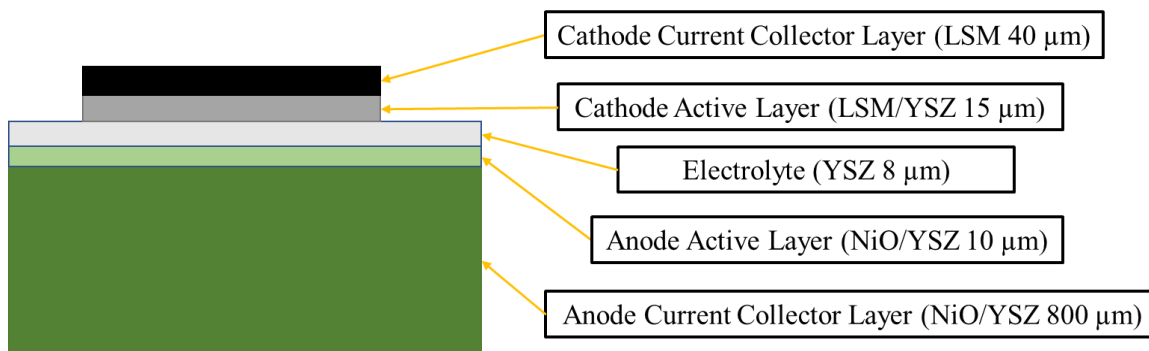 Cathode Current Collector Layer (LSM 40 µm)
Cathode Active Layer (LSM/YSZ 15 µm)
Electrolyte (YSZ 8 µm)
Anode Active Layer (NiO/YSZ 10 µm)
Anode Current Collector Layer (NiO/YSZ 800 µm)